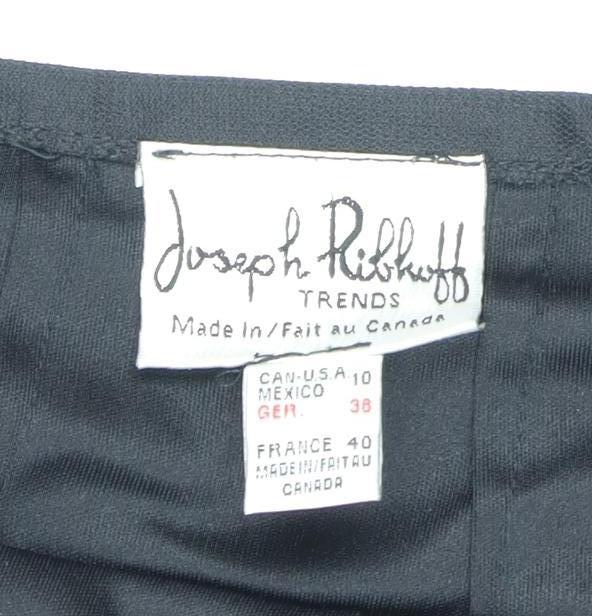 Joseph Ribkoff
TRENDS
Made In/Fait au Canada
CAN-U.S.A. 10
MEXICO
GER. 38
FRANCE 40
MADE IN/FAIT AU
CANADA